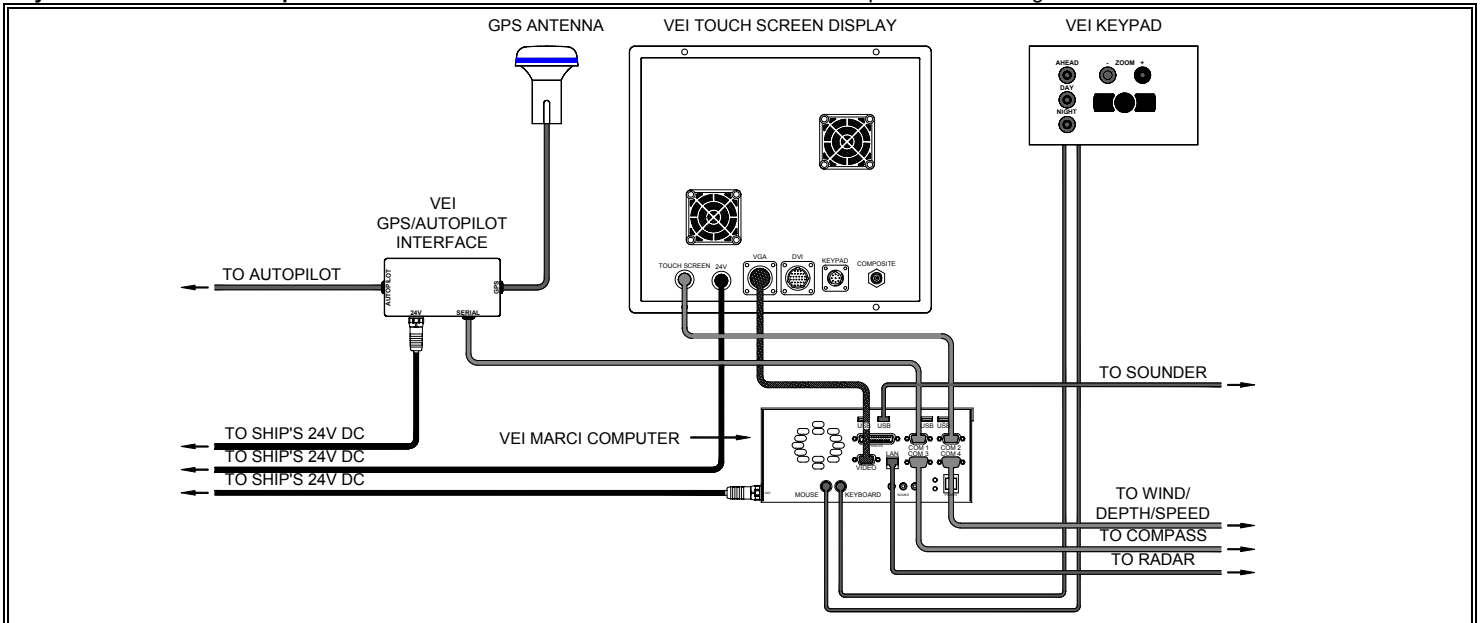 GPS ANTENNA
VEI TOUCH SCREEN DISPLAY
VEI KEYPAD
AHEAD
- ZOOM +
DAY
NIGHT
VEI
GPS/AUTOPILOT
INTERFACE
TO AUTOPILOT
AUTOPILOT
GPS
24V
SERIAL
TOUCH SCREEN
24V
VGA
DVI
KEYPAD
COMPOSITE
TO SOUNDER
TO SHIP'S 24V DC
TO SHIP'S 24V DC
TO SHIP'S 24V DC
VEI MARCI COMPUTER
USB
USB
USB
USB
COM 1
COM 2
COM 3
COM 4
LAN
VIDEO
MOUSE
KEYBOARD
SOUND
TO WIND/
DEPTH/SPEED
TO COMPASS
TO RADAR